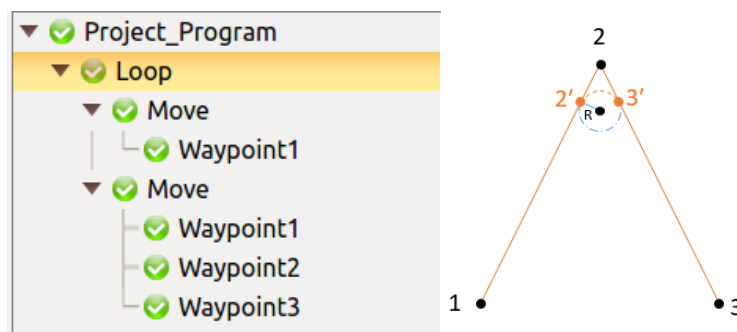 Project_Program
Loop
Move
Waypoint1
Move
Waypoint1
Waypoint2
Waypoint3
2
2′ 3′
R
1 3